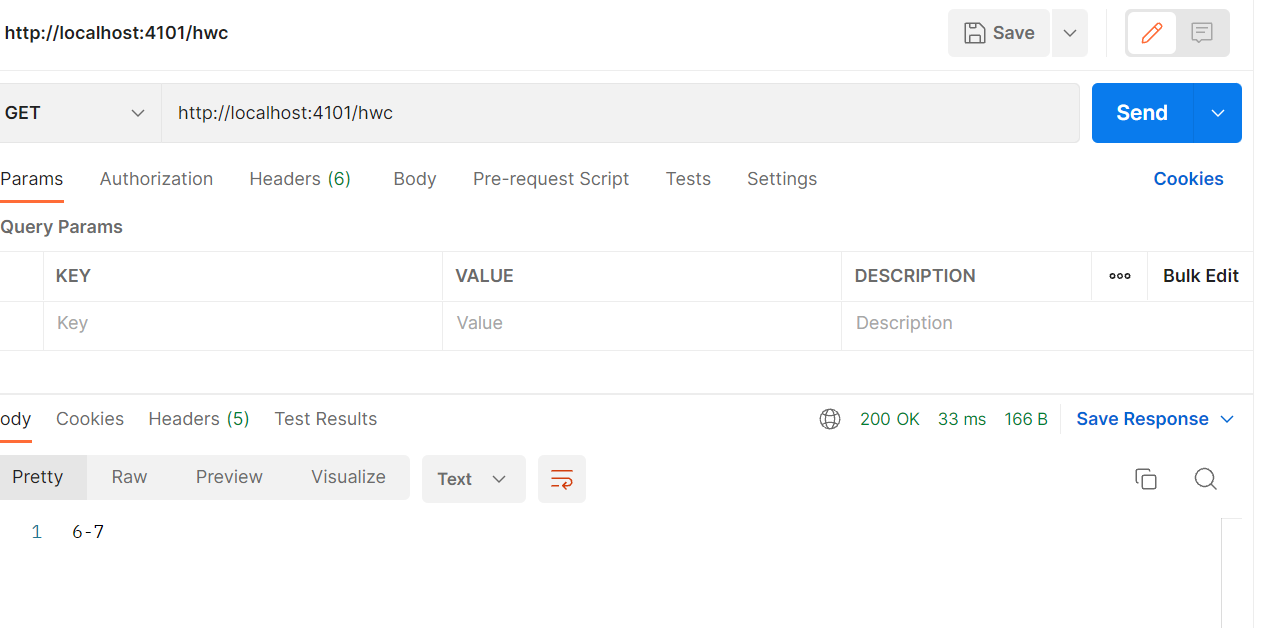 http://localhost:4101/hwc
Save
GET
http://localhost:4101/hwc
Send
Params Authorization Headers (6) Body Pre-request Script Tests Settings Cookies
Query Params
KEY VALUE DESCRIPTION ooo Bulk Edit
Key Value Description
ody Cookies Headers (5) Test Results 200 OK 33 ms 166 B Save Response
Pretty Raw Preview Visualize Text
1 6-7